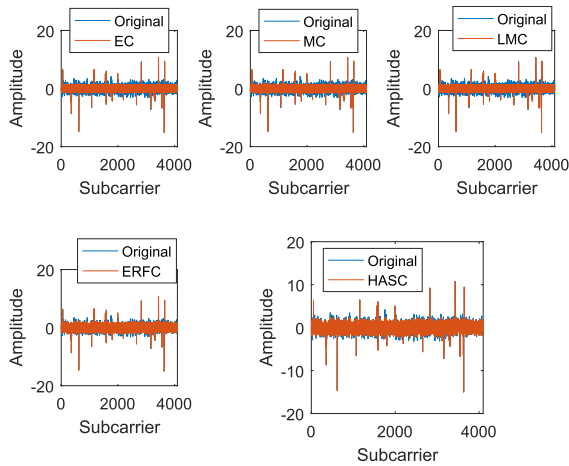 Original
EC
Amplitude
20
0
-20
0
2000
4000
Subcarrier
Original
MC
Amplitude
20
0
-20
0
2000
4000
Subcarrier
Original
LMC
Amplitude
20
0
-20
0
2000
4000
Subcarrier
Original
ERFC
Amplitude
20
0
-20
0
2000
4000
Subcarrier
Original
HASC
Amplitude
20
10
0
-10
-20
0
2000
4000
Subcarrier